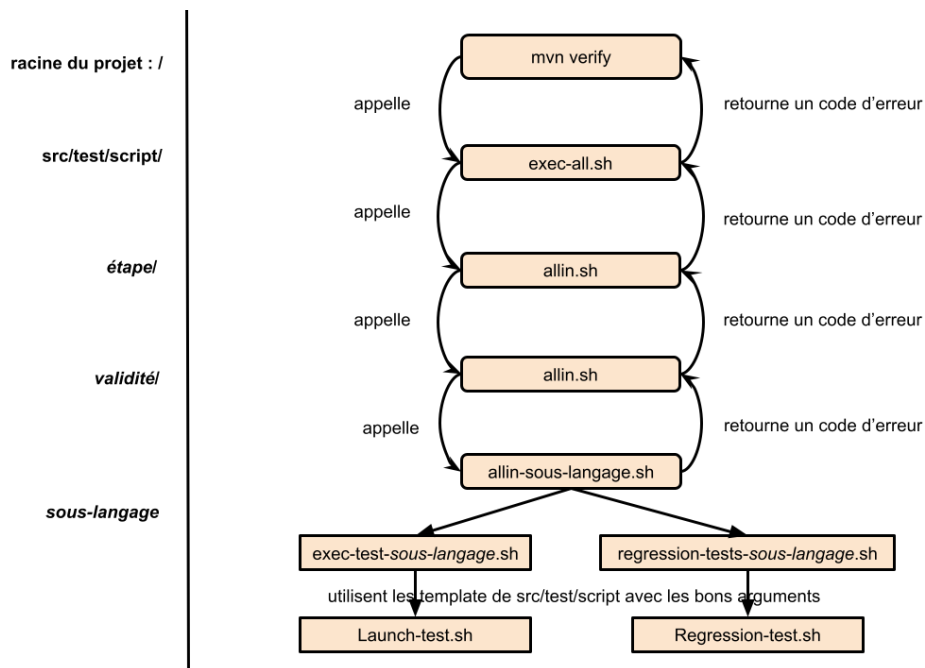 mvn verify
racine du projet : /
appelle
retourne un code d'erreur
src/test/script/
exec-all.sh
appelle
retourne un code d'erreur
étape/
allin.sh
appelle
retourne un code d'erreur
validité/
allin.sh
appelle
retourne un code d'erreur
allin-sous-langage.sh
sous-langage
exec-test-sous-langage.sh
regression-tests-sous-langage.sh
utilisent les template de src/test/script avec les bons arguments
Launch-test.sh
Regression-test.sh